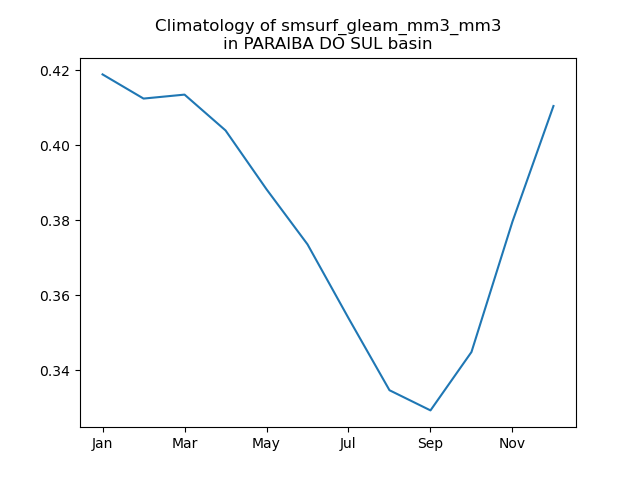 Climatology of smsurf_gleam_mm3_mm3
in PARAIBA DO SUL basin
0.42
0.40
0.38
0.36
0.34
Jan Mar May Jul Sep Nov